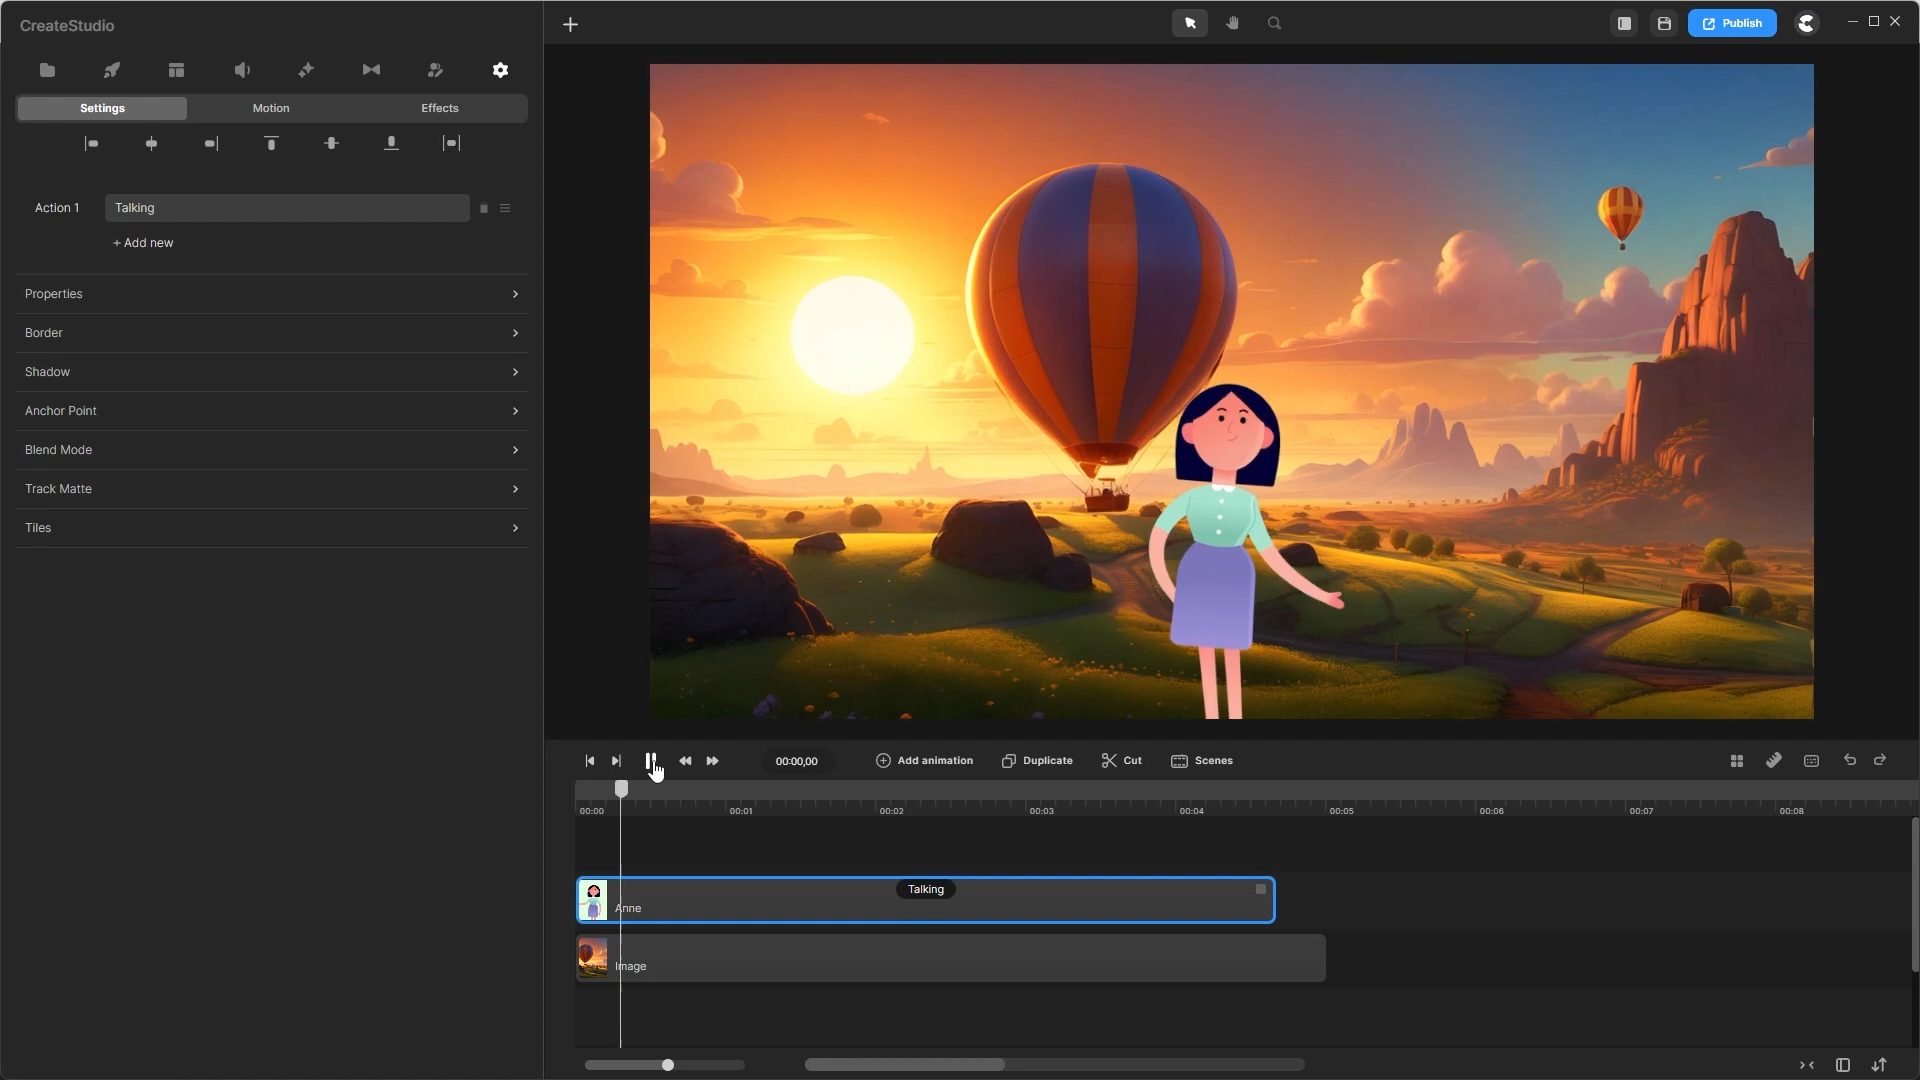 CreateStudio
Publish
Settings
Motion
Effects
Action 1
Talking
+ Add new
Properties
Border
Shadow
Anchor Point
Blend Mode
Track Matte
Tiles
00:00,00
Add animation
Duplicate
Cut
Scenes
00:00
00:01
00:02
00:03
00:04
00:05
00:06
00:07
00:08
Talking
Anne
Image